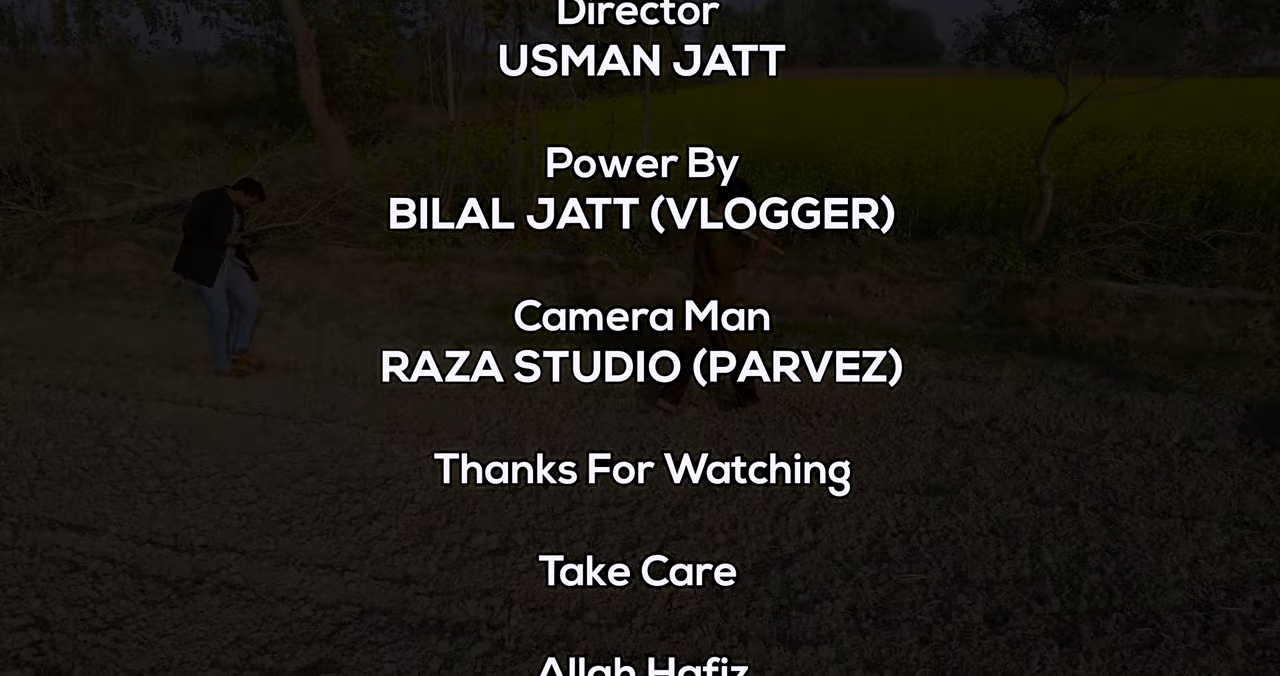 Director
USMAN JATT
Power By
BILAL JATT (VLOGGER)
Camera Man
RAZA STUDIO (PARVEZ)
Thanks For Watching
Take Care
Allah Hafiz